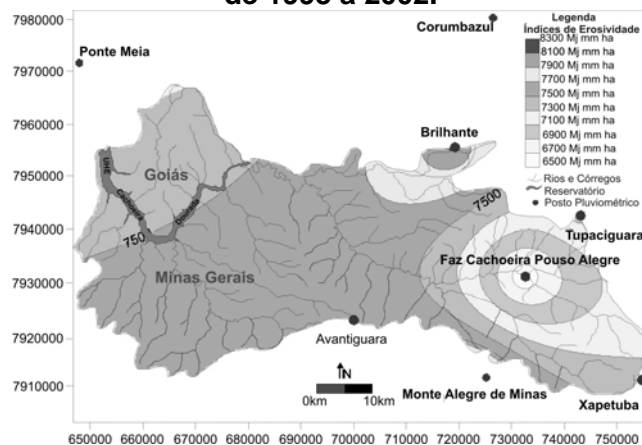 de 1998 a 2002.
7980000
7970000
7960000
7950000
7940000
7930000
7920000
7910000
Ponte Meia
Corumbazul
Brilhante
Tupaciguara
Faz Cachoeira Pouso Alegre
Avantiguara
Monte Alegre de Minas
Xapetuba
Goiás
Minas Gerais
UHE
Cachoeira
Dourada
750
7500
N
0km 10km
Legenda
Índices de Erosividade
8300 Mj mm ha
8100 Mj mm ha
7900 Mj mm ha
7700 Mj mm ha
7500 Mj mm ha
7300 Mj mm ha
7100 Mj mm ha
6900 Mj mm ha
6700 Mj mm ha
6500 Mj mm ha
Rios e Córregos
Reservatório
Posto Pluviométrico
650000 660000 670000 680000 690000 700000 710000 720000 730000 740000